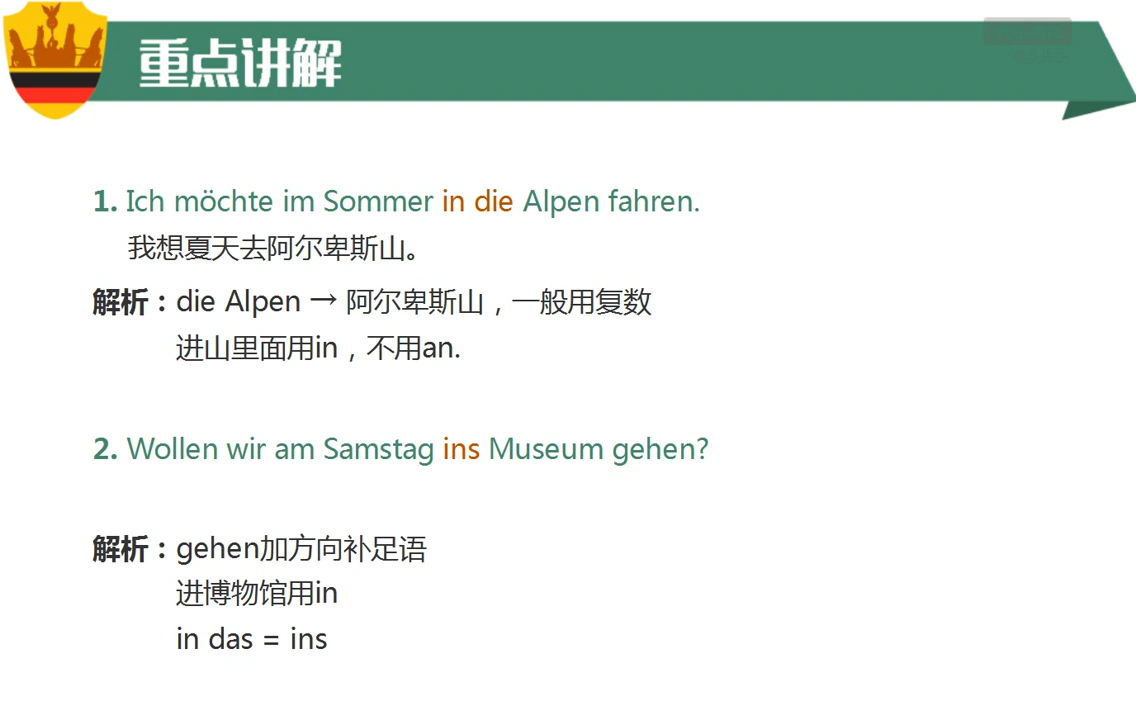 重点讲解
1. Ich möchte im Sommer in die Alpen fahren.
我想夏天去阿尔卑斯山。
解析：die Alpen → 阿尔卑斯山，一般用复数
进山里面用in，不用an.
2. Wollen wir am Samstag ins Museum gehen?
解析：gehen加方向补足语
进博物馆用in
in das = ins